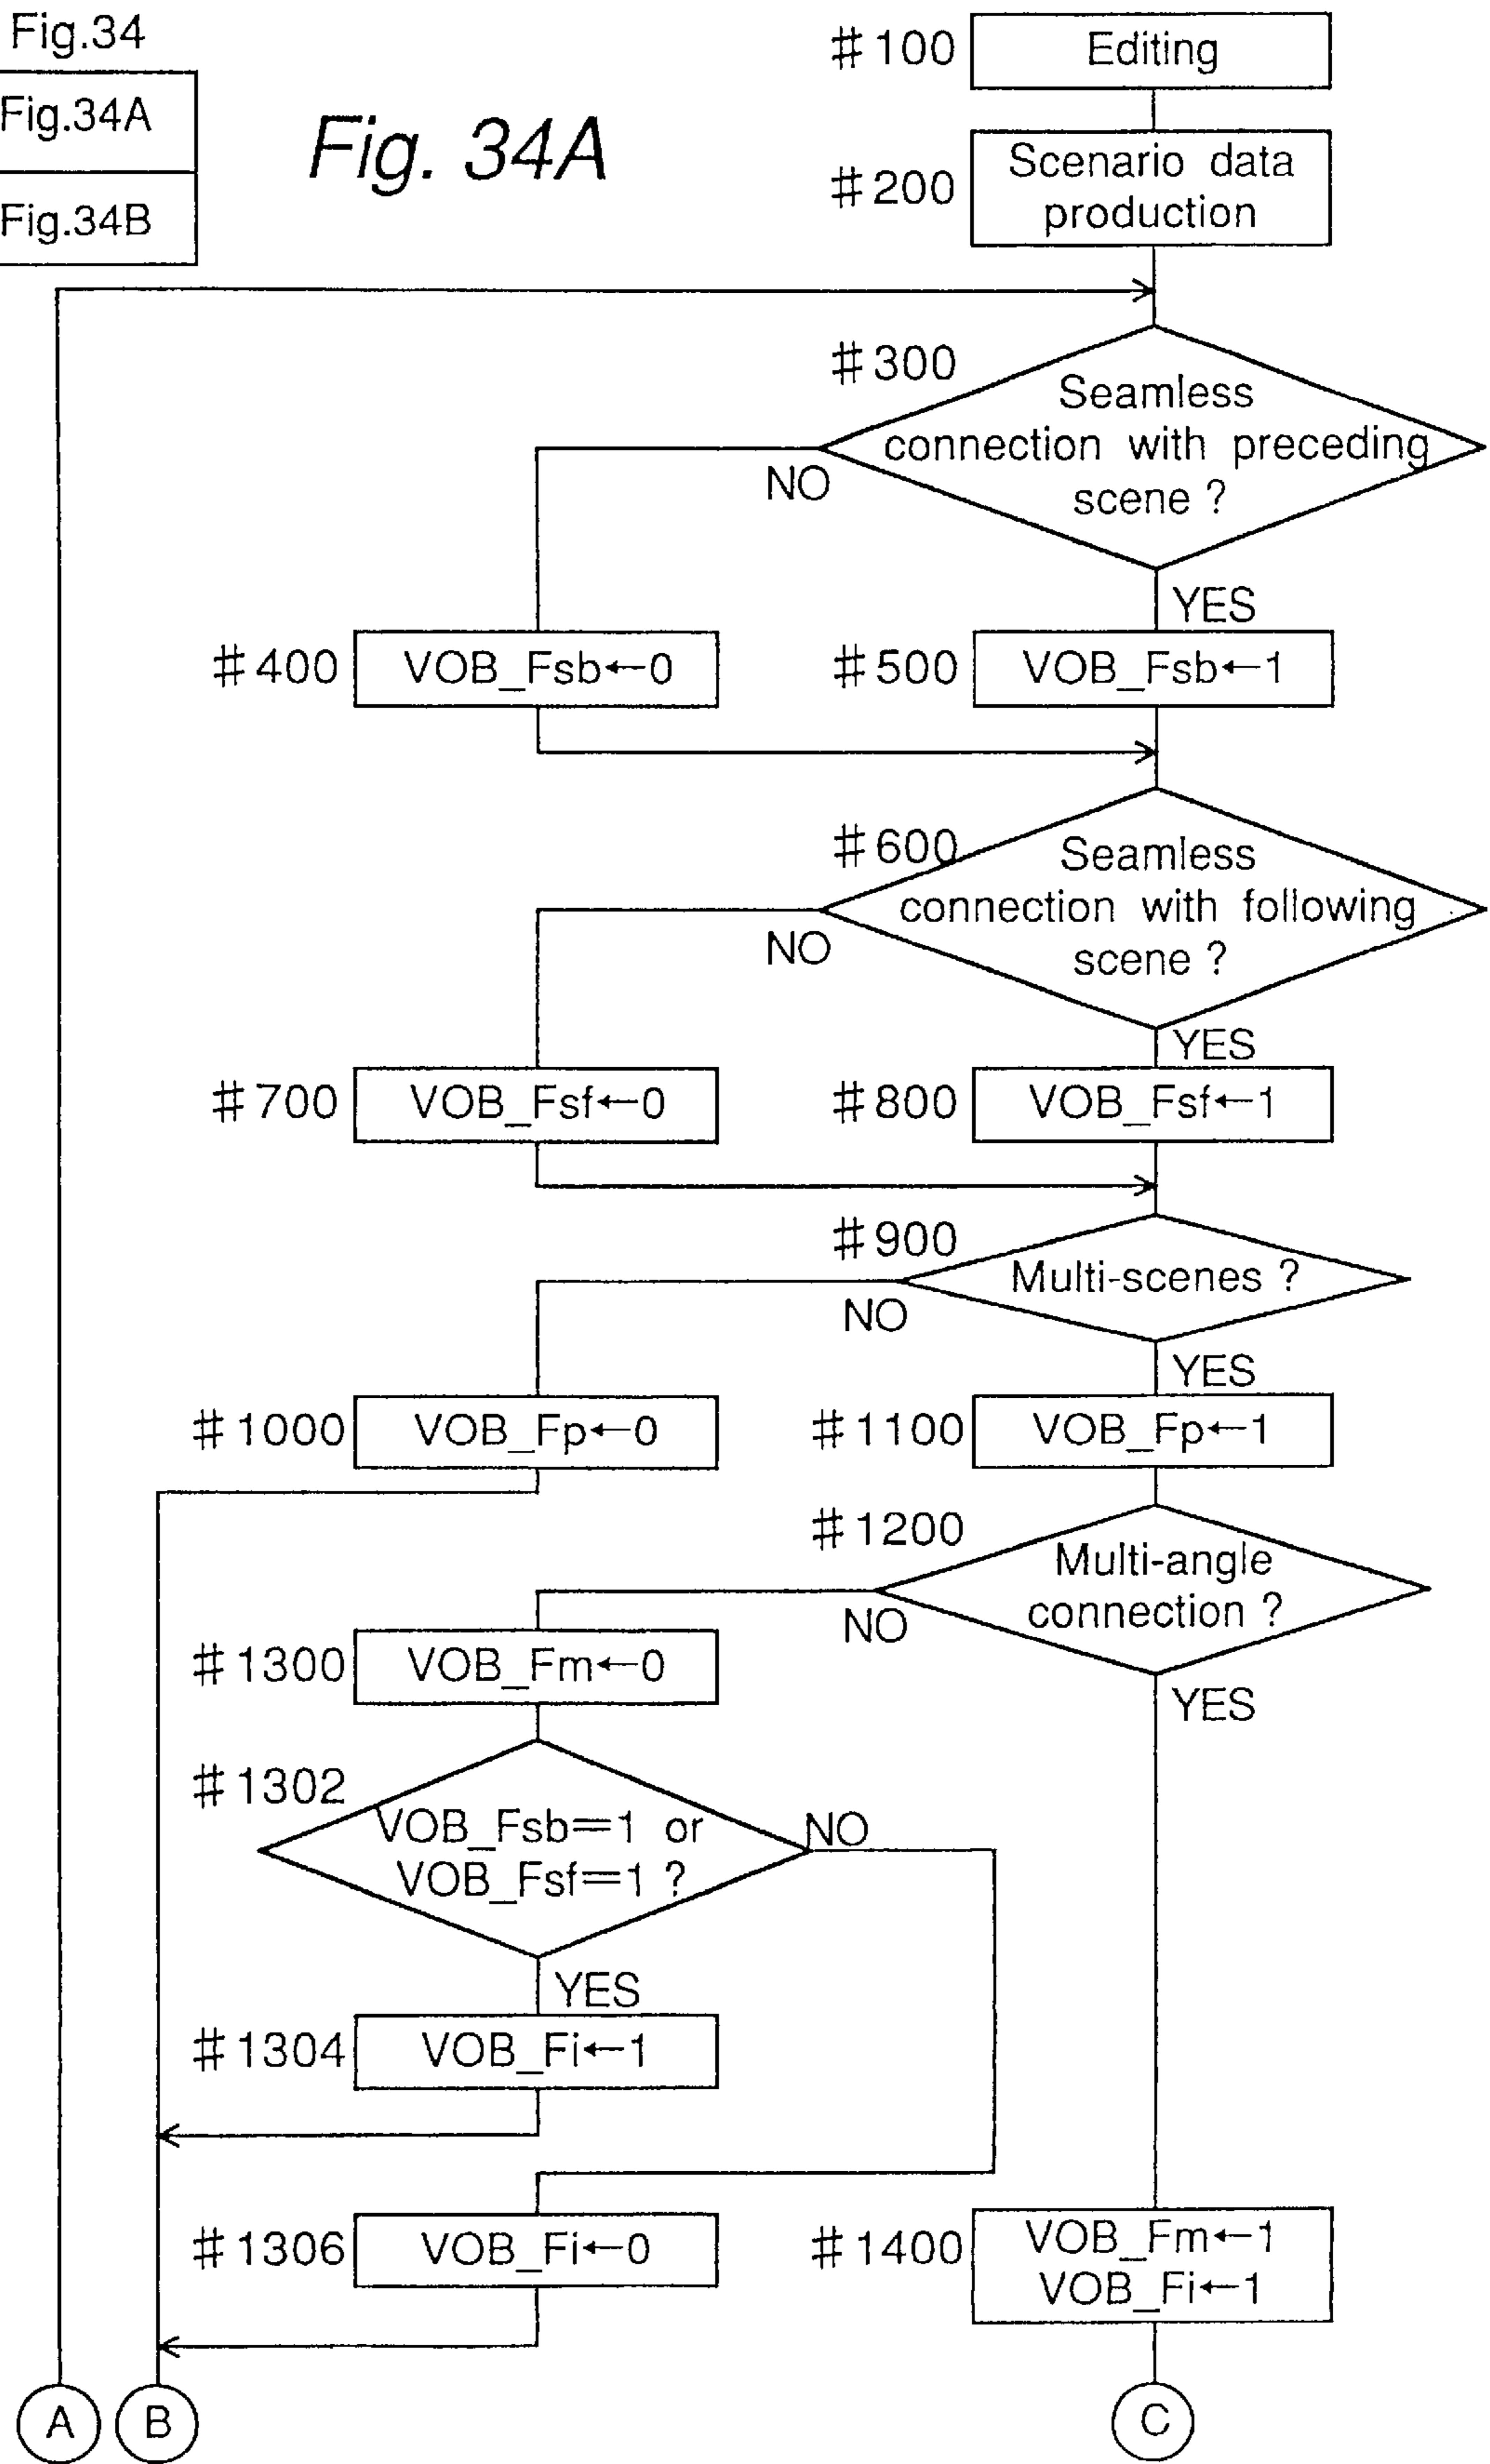 Fig.34
Fig.34A
Fig.34B
Fig. 34A
#100
Editing
#200
Scenario data
production
#300
Seamless
connection with preceding
scene ?
NO
YES
#400
VOB_Fsb←0
#500
VOB_Fsb←1
#600
Seamless
connection with following
scene ?
NO
YES
#700
VOB_Fsf←0
#800
VOB_Fsf←1
#900
Multi-scenes ?
NO
YES
#1000
VOB_Fp←0
#1100
VOB_Fp←1
#1200
Multi-angle
connection ?
NO
YES
#1300
VOB_Fm←0
#1302
VOB_Fsb=1 or
VOB_Fsf=1 ?
NO
YES
#1304
VOB_Fi←1
#1306
VOB_Fi←0
#1400
VOB_Fm←1
VOB_Fi←1
A
B
C